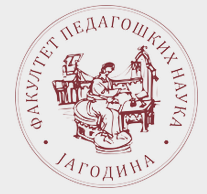 ФАКУЛТЕТ ПЕДАГОШКИХ НАУКА
ЈАГОДИНА